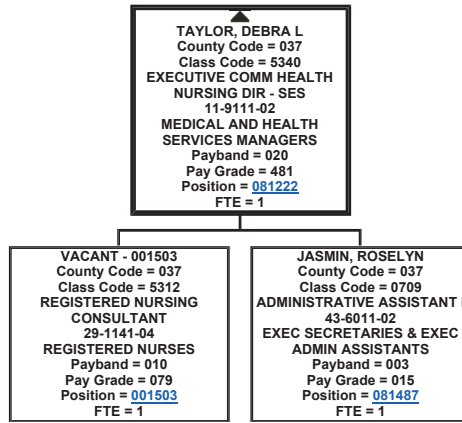 TAYLOR, DEBRA L
County Code = 037
Class Code = 5340
EXECUTIVE COMM HEALTH
NURSING DIR - SES
11-9111-02
MEDICAL AND HEALTH
SERVICES MANAGERS
Payband = 020
Pay Grade = 481
Position = 081222
FTE = 1
VACANT - 001503
County Code = 037
Class Code = 5312
REGISTERED NURSING
CONSULTANT
29-1141-04
REGISTERED NURSES
Payband = 010
Pay Grade = 079
Position = 001503
FTE = 1
JASMIN, ROSELYN
County Code = 037
Class Code = 0709
ADMINISTRATIVE ASSISTANT
43-6011-02
EXEC SECRETARIES & EXEC
ADMIN ASSISTANTS
Payband = 003
Pay Grade = 015
Position = 081487
FTE = 1